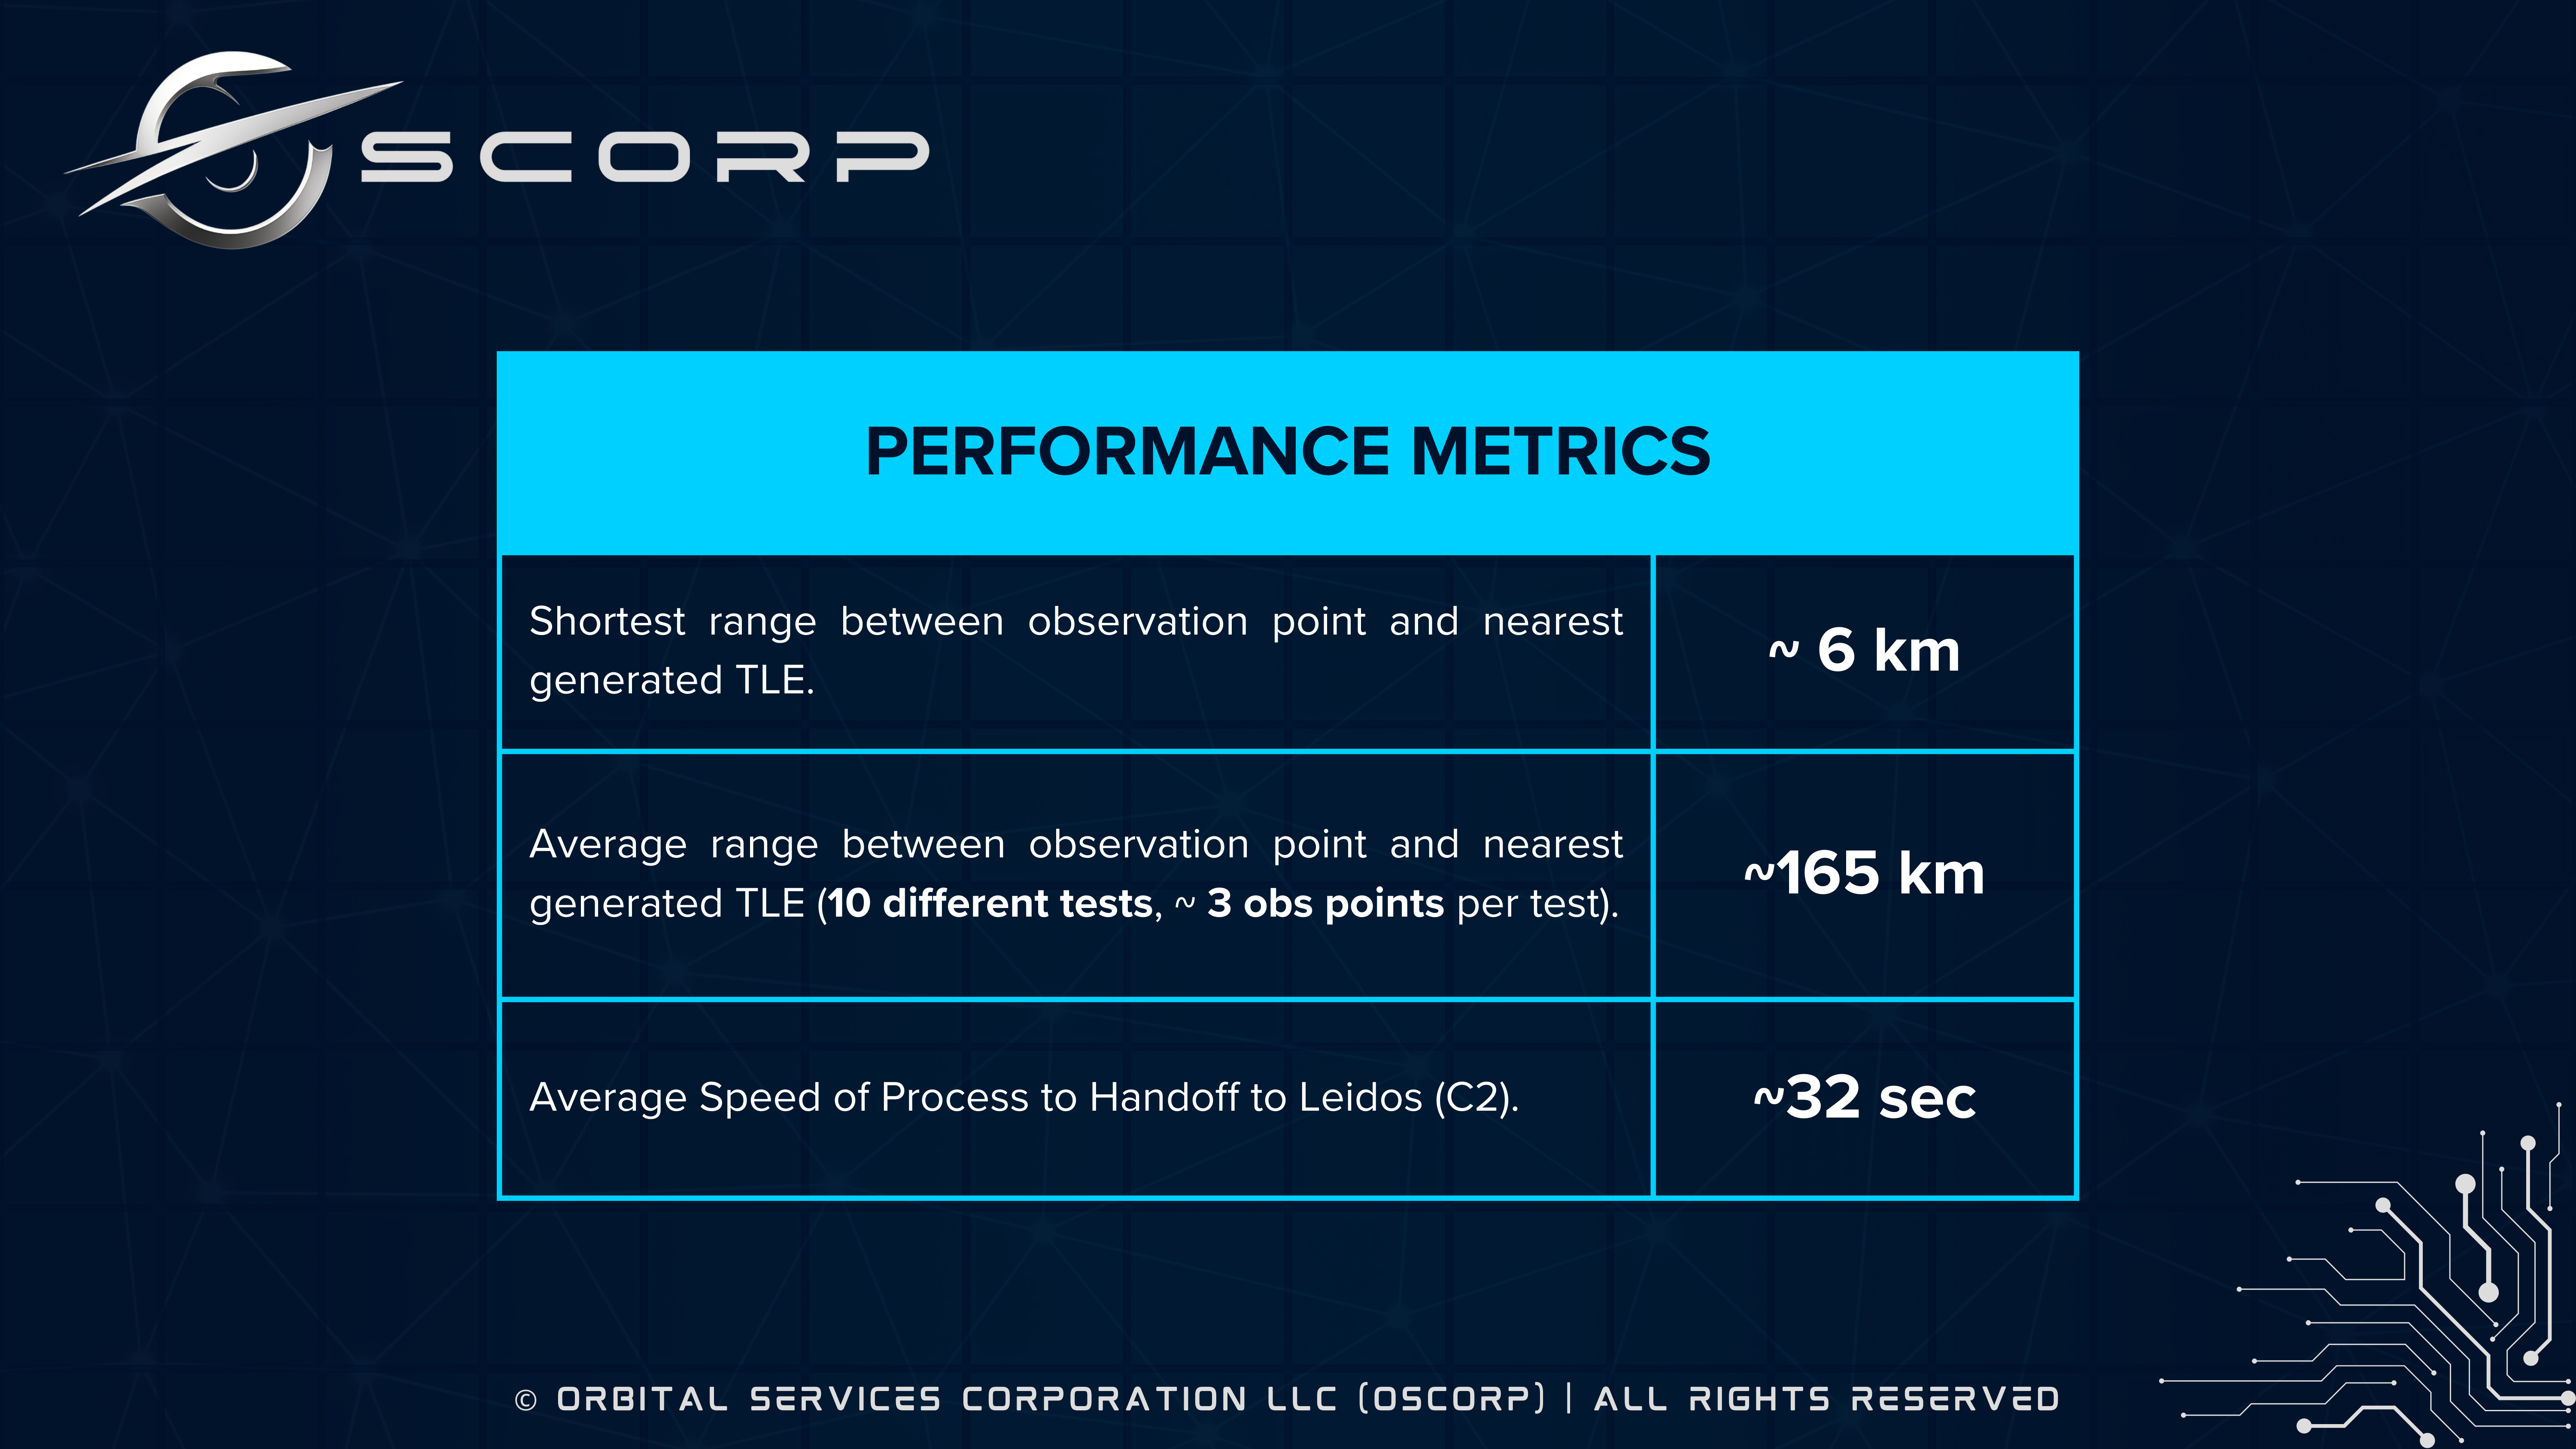 OSCORP
PERFORMANCE METRICS
Shortest range between observation point and nearest
generated TLE.
~ 6 km
Average range between observation point and nearest
generated TLE (10 different tests, ~ 3 obs points per test).
~165 km
Average Speed of Process to Handoff to Leidos (C2).
~32 sec
© ORBITAL SERVICES CORPORATION LLC (OSCORP) | ALL RIGHTS RESERVED